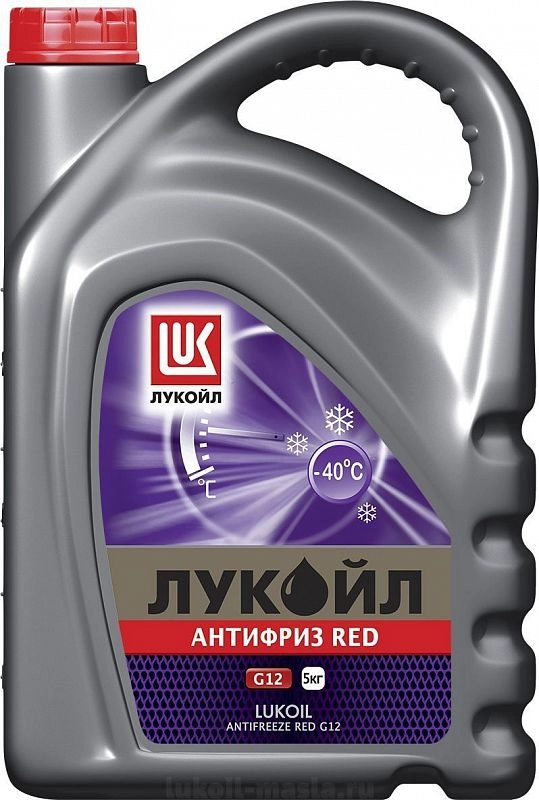 LUK
ЛУКОЙЛ
-40°C
°C
ЛУКОЙЛ
АНТИФРИЗ RED
G12 5кг
LUKOIL
ANTIFREEZE RED G12
lukoil-masla.ru